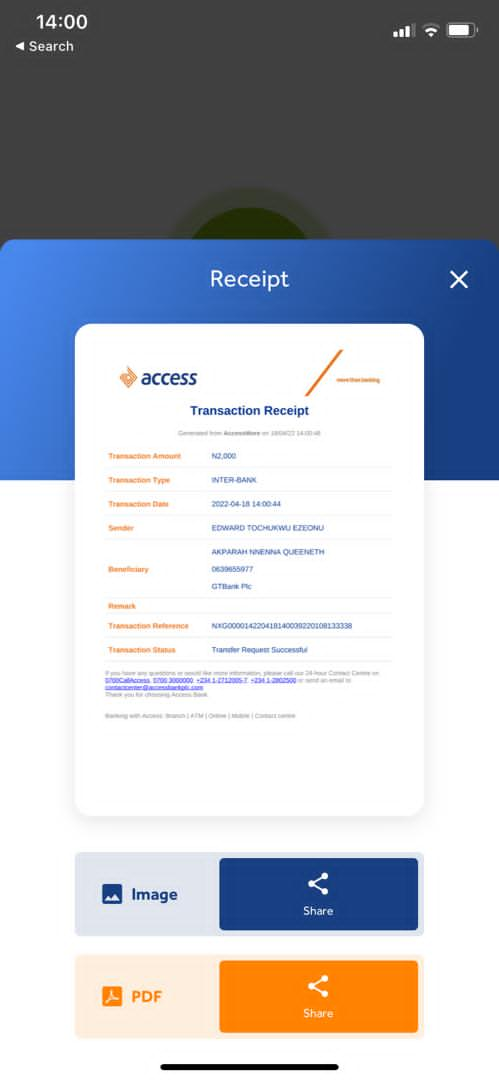 14:00
◀ Search
Receipt
access
more than banking
Transaction Receipt
Generated from AccessMore on 18/04/22 14:00:48
Transaction Amount N2,000
Transaction Type INTER-BANK
Transaction Date 2022-04-18 14:00:44
Sender EDWARD TOCHUKWU EZEONU
AKPARAH NNENNA QUEENETH
Beneficiary 0639655977
GTBank Plc
Remark
Transaction Reference NXG000014220418140039220108133338
Transaction Status Transfer Request Successful
If you have any questions or would like more information, please call our 24-hour Contact Centre on
0700CallAccess, 0700 3000000, +234 1-2712005-7, +234 1-2802500 or send an email to
contactcenter@accessbankplc.com
Thank you for choosing Access Bank
Banking with Access: Branch | ATM | Online | Mobile | Contact centre
Image
Share
PDF
Share